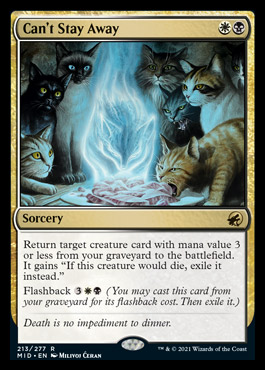 Can't Stay Away
Sorcery
Return target creature card with mana value 3
or less from your graveyard to the battlefield.
It gains "If this creature would die, exile it
instead."
Flashback 3 (You may cast this card from
your graveyard for its flashback cost. Then exile it.)
Death is no impediment to dinner.
213/277 R
MID • EN Milivoj Ćeran
™ & © 2021 Wizards of the Coast